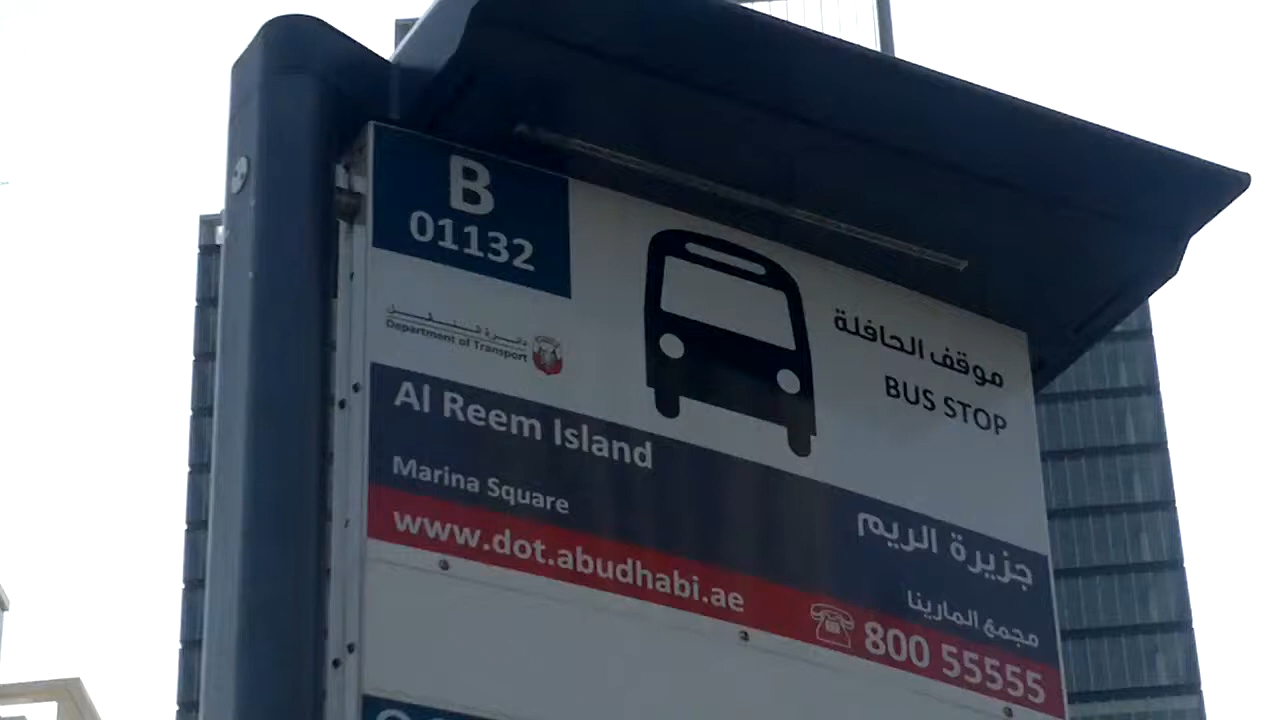 B
01132
دائرة النقل
Department of Transport
موقف الحافلة
BUS STOP
Al Reem Island
Marina Square
جزيرة الريم
مجمع المارينا
www.dot.abudhabi.ae
800 55555